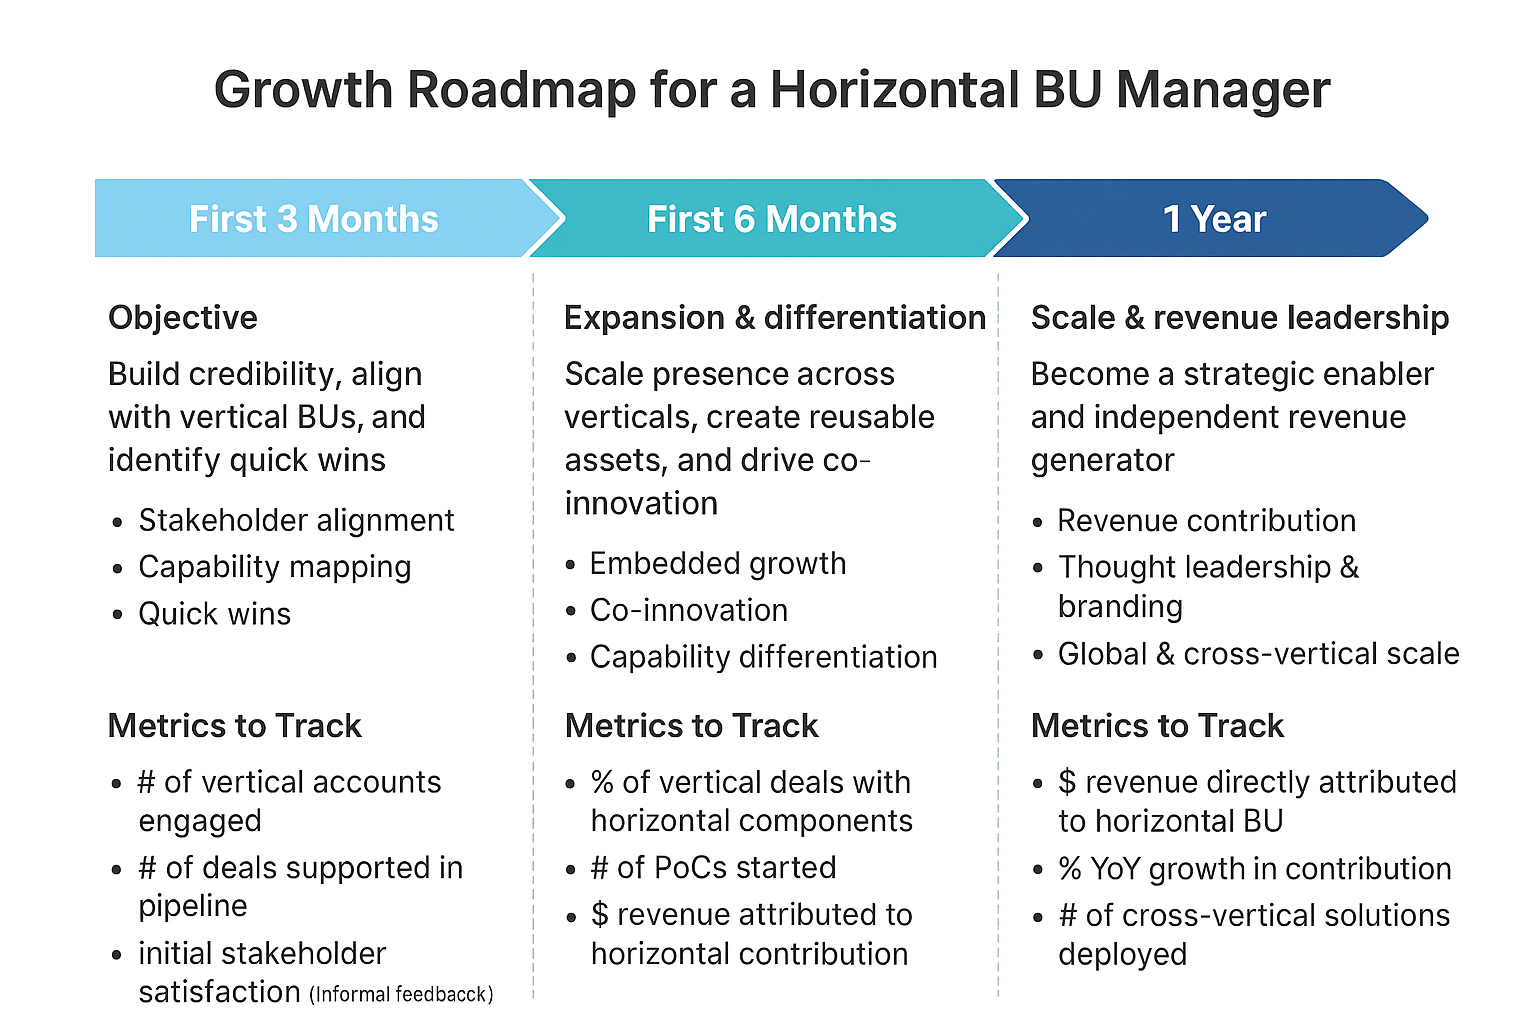 Growth Roadmap for a Horizontal BU Manager
First 3 Months
First 6 Months
1 Year
Objective
Build credibility, align
with vertical BUs, and
identify quick wins
• Stakeholder alignment
• Capability mapping
• Quick wins
Metrics to Track
• # of vertical accounts
engaged
• # of deals supported in
pipeline
• initial stakeholder
satisfaction (Informal feedbacck)
Expansion & differentiation
Scale presence across
verticals, create reusable
assets, and drive co-
innovation
• Embedded growth
• Co-innovation
• Capability differentiation
Metrics to Track
• % of vertical deals with
horizontal components
• # of PoCs started
• $ revenue attributed to
horizontal contribution
Scale & revenue leadership
Become a strategic enabler
and independent revenue
generator
• Revenue contribution
• Thought leadership &
branding
• Global & cross-vertical scale
Metrics to Track
• $ revenue directly attributed
to horizontal BU
• % YoY growth in contribution
• # of cross-vertical solutions
deployed